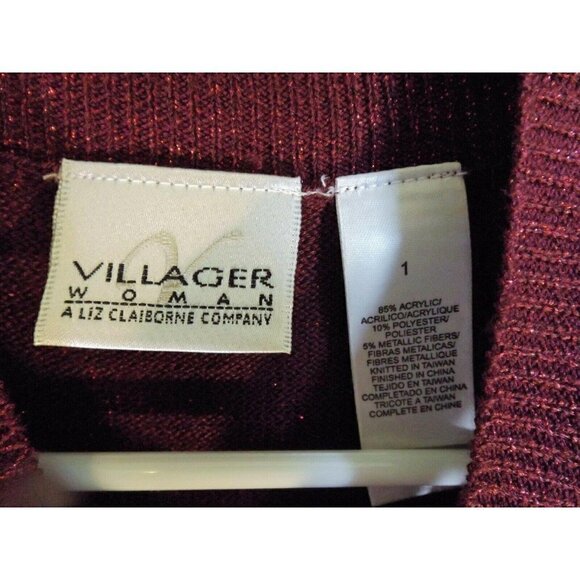 VILLAGER
WOMAN
A LIZ CLAIBORNE COMPANY
1
85% ACRYLIC/
ACRILICO/ACRYLIQUE
10% POLYESTER/
POLIESTER
5% METALLIC FIBERS/
FIBRAS METALICAS/
FIBRES METALLIQUE
KNITTED IN TAIWAN
FINISHED IN CHINA
TEJIDO EN TAIWAN
COMPLETADO EN CHINA
TRICOTE A TAIWAN
COMPLETE EN CHINE